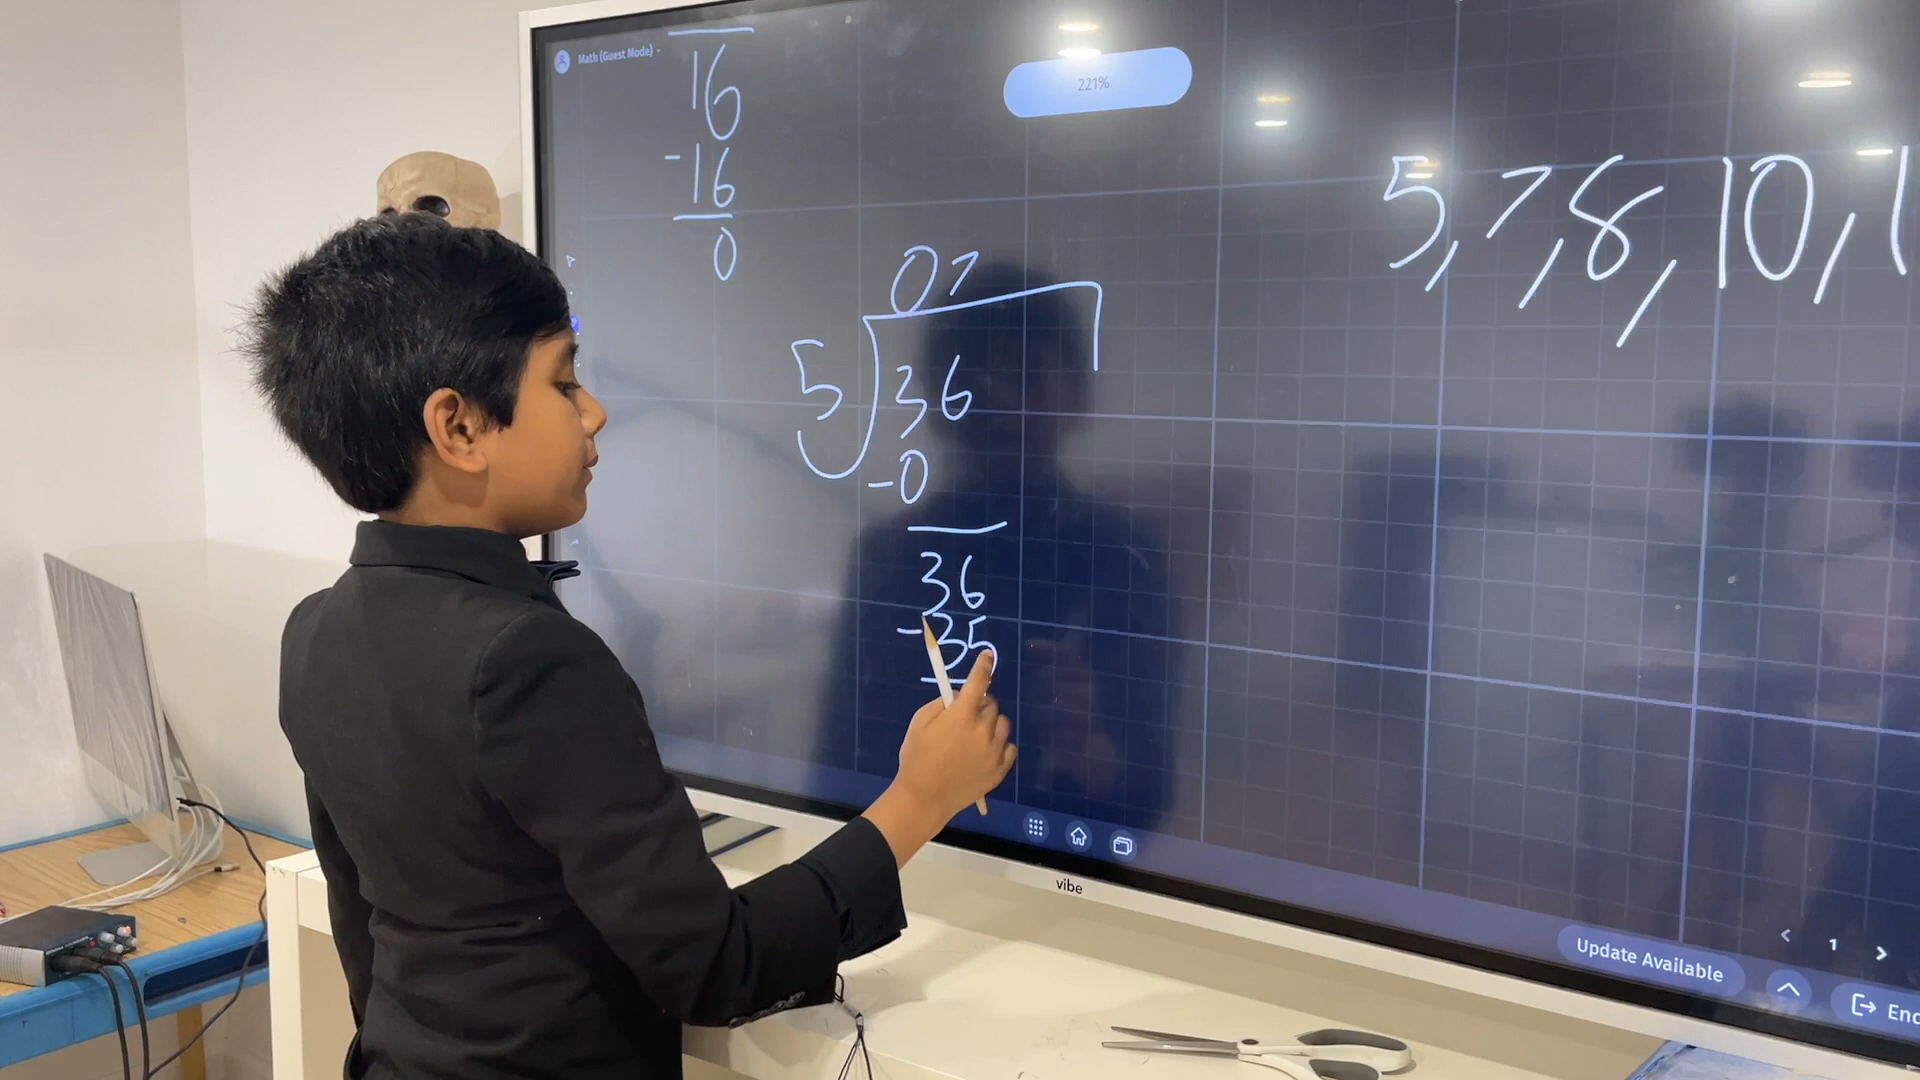 Math (Guest Mode)
221%
16
-16
0
5, 7, 8, 10, 1
07
5 36
-0
36
-35
vibe
Update Available
< 1 >
End